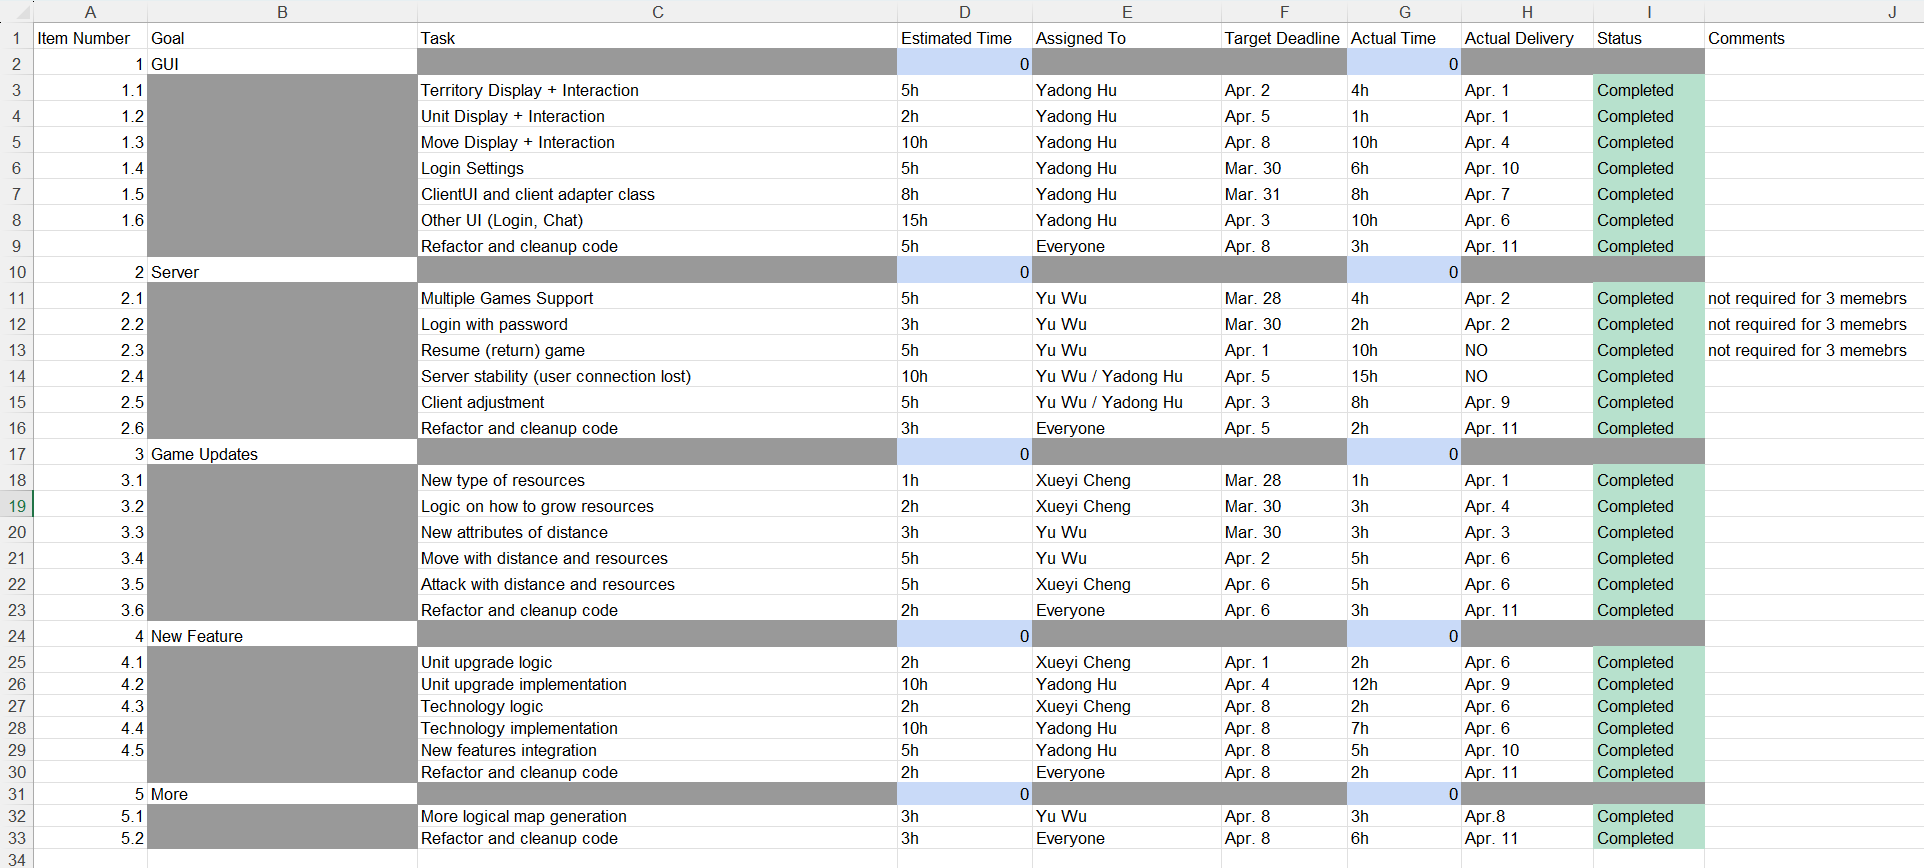 A B C D E F G H I J
1 Item Number Goal Task Estimated Time Assigned To Target Deadline Actual Time Actual Delivery Status Comments
2 1 GUI 0 0
3 1.1 Territory Display + Interaction 5h Yadong Hu Apr. 2 4h Apr. 1 Completed
4 1.2 Unit Display + Interaction 2h Yadong Hu Apr. 5 1h Apr. 1 Completed
5 1.3 Move Display + Interaction 10h Yadong Hu Apr. 8 10h Apr. 4 Completed
6 1.4 Login Settings 5h Yadong Hu Mar. 30 6h Apr. 10 Completed
7 1.5 ClientUI and client adapter class 8h Yadong Hu Mar. 31 8h Apr. 7 Completed
8 1.6 Other UI (Login, Chat) 15h Yadong Hu Apr. 3 10h Apr. 6 Completed
9 Refactor and cleanup code 5h Everyone Apr. 8 3h Apr. 11 Completed
10 2 Server 0 0
11 2.1 Multiple Games Support 5h Yu Wu Mar. 28 4h Apr. 2 Completed not required for 3 memebrs
12 2.2 Login with password 3h Yu Wu Mar. 30 2h Apr. 2 Completed not required for 3 memebrs
13 2.3 Resume (return) game 5h Yu Wu Apr. 1 10h NO Completed not required for 3 memebrs
14 2.4 Server stability (user connection lost) 10h Yu Wu / Yadong Hu Apr. 5 15h NO Completed
15 2.5 Client adjustment 5h Yu Wu / Yadong Hu Apr. 3 8h Apr. 9 Completed
16 2.6 Refactor and cleanup code 3h Everyone Apr. 5 2h Apr. 11 Completed
17 3 Game Updates 0 0
18 3.1 New type of resources 1h Xueyi Cheng Mar. 28 1h Apr. 1 Completed
19 3.2 Logic on how to grow resources 2h Xueyi Cheng Mar. 30 3h Apr. 4 Completed
20 3.3 New attributes of distance 3h Yu Wu Mar. 30 3h Apr. 3 Completed
21 3.4 Move with distance and resources 5h Yu Wu Apr. 2 5h Apr. 6 Completed
22 3.5 Attack with distance and resources 5h Xueyi Cheng Apr. 6 5h Apr. 6 Completed
23 3.6 Refactor and cleanup code 2h Everyone Apr. 6 3h Apr. 11 Completed
24 4 New Feature 0 0
25 4.1 Unit upgrade logic 2h Xueyi Cheng Apr. 1 2h Apr. 6 Completed
26 4.2 Unit upgrade implementation 10h Yadong Hu Apr. 4 12h Apr. 9 Completed
27 4.3 Technology logic 2h Xueyi Cheng Apr. 8 2h Apr. 6 Completed
28 4.4 Technology implementation 10h Yadong Hu Apr. 8 7h Apr. 6 Completed
29 4.5 New features integration 5h Yadong Hu Apr. 8 5h Apr. 10 Completed
30 Refactor and cleanup code 2h Everyone Apr. 8 2h Apr. 11 Completed
31 5 More 0 0
32 5.1 More logical map generation 3h Yu Wu Apr. 8 3h Apr.8 Completed
33 5.2 Refactor and cleanup code 3h Everyone Apr. 8 6h Apr. 11 Completed
34